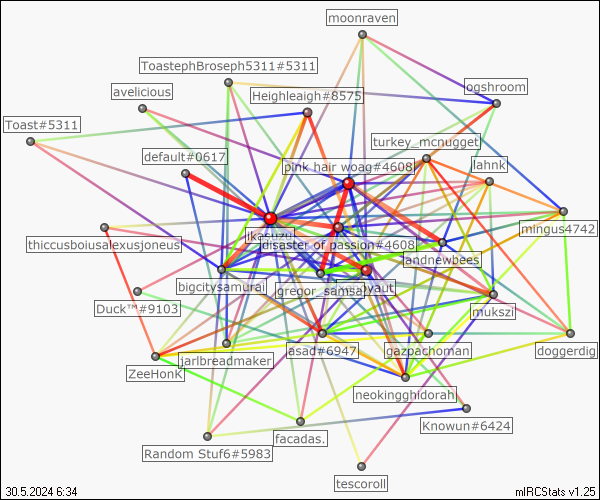 moonraven
ToastephBroseph5311#5311
ogshroom
avelicious
Heighleaigh#8575
Toast#5311
turkey_mcnugget
default#0617
pink hair woag#4608
lahnk
mingus4742
ikasuzu
disaster of passion#4608
thiccusboiusalexusjoneus
landnewbees
bigcitysamurai
gregor_samsa
yaut
Duck™#9103
mukszi
jarlbreadmaker
asad#6947
gazpachoman
doggerdig
ZeeHonK
neokingghidorah
facadas.
Knowun#6424
Random Stuf6#5983
tescoroll
30.5.2024 6:34
mIRCStats v1.25